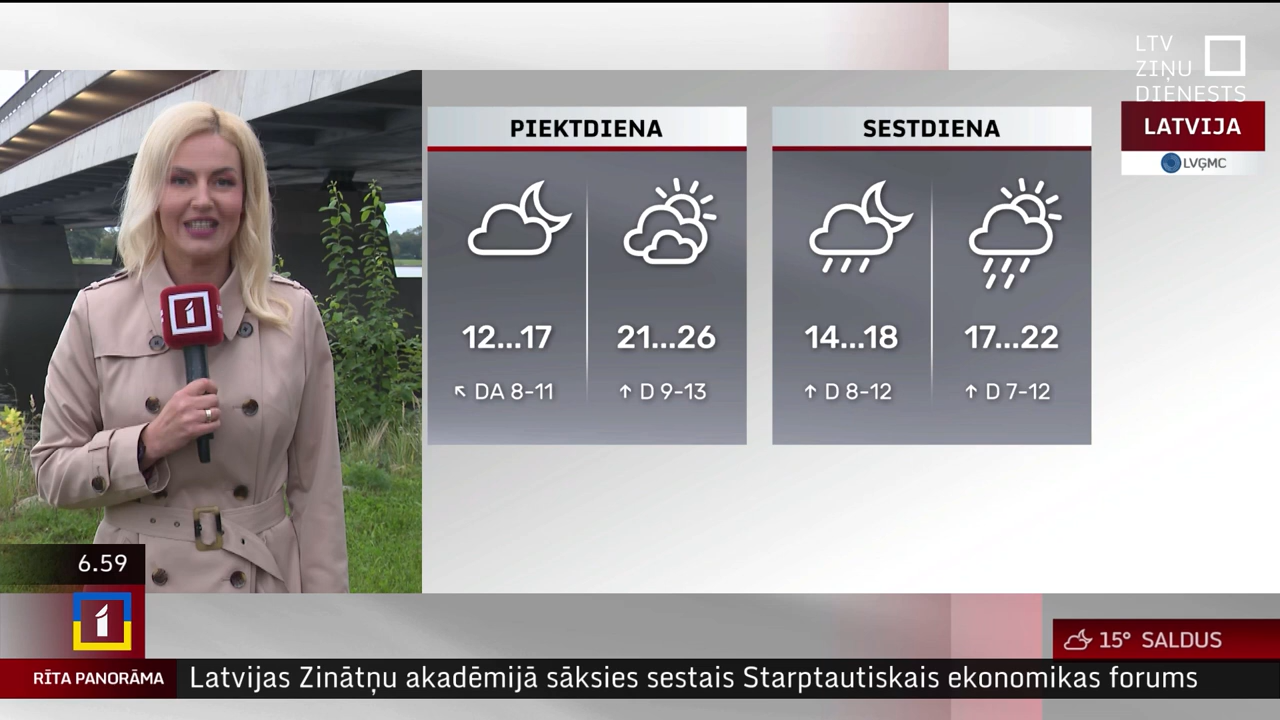 LTV
ZIŅU
DIENESTS
LATVIJA
LVĢMC
PIEKTDIENA
12...17
21...26
DA 8-11
D 9-13
SESTDIENA
14...18
17...22
D 8-12
D 7-12
1
6.59
1
15° SALDUS
RĪTA PANORĀMA
Latvijas Zinātņu akadēmijā sāksies sestais Starptautiskais ekonomikas forums